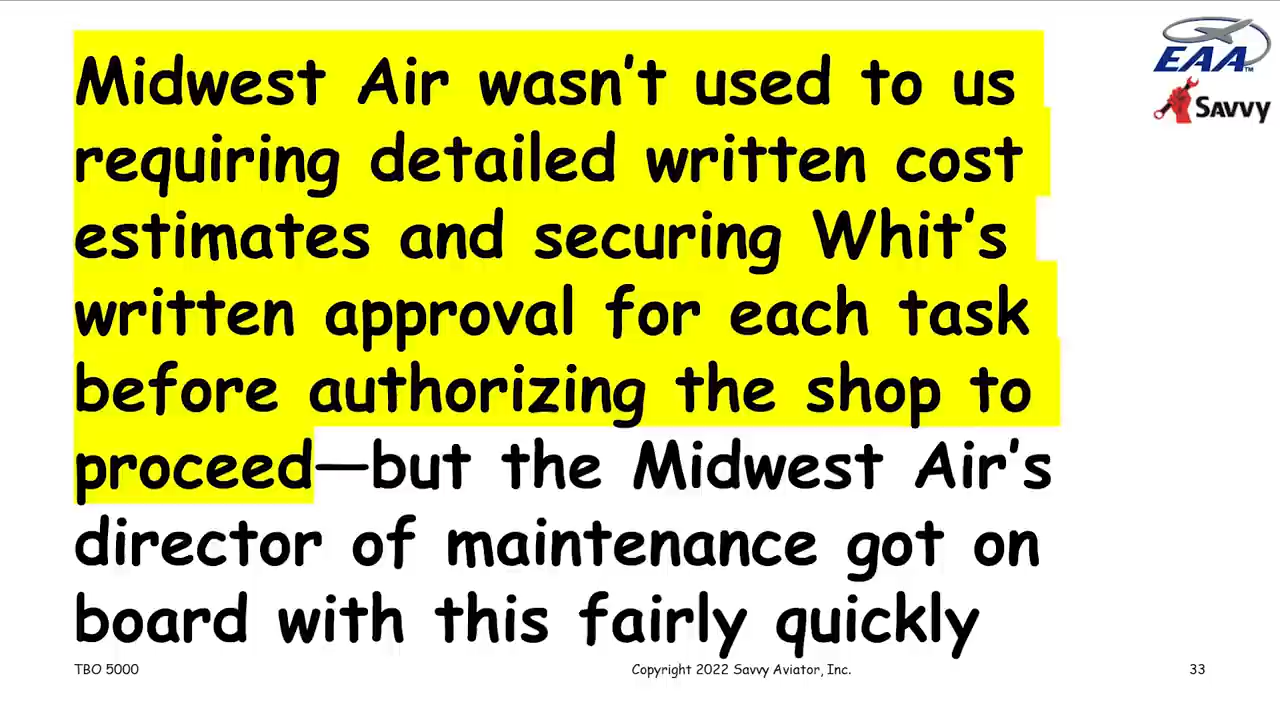 Midwest Air wasn't used to us
requiring detailed written cost
estimates and securing Whit's
written approval for each task
before authorizing the shop to
proceed—but the Midwest Air's
director of maintenance got on
board with this fairly quickly
EAA™
SAVVY
TBO 5000
Copyright 2022 Savvy Aviator, Inc.
33